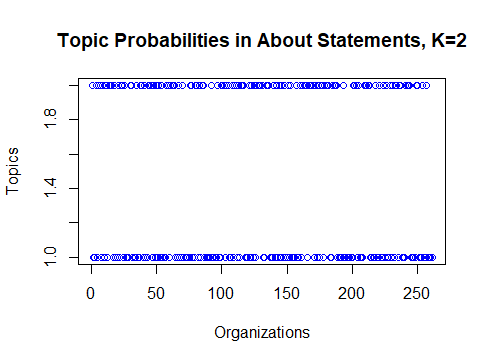 Topic Probabilities in About Statements, K=2
Topics
1.8
1.4
1.0
0 50 100 150 200 250
Organizations